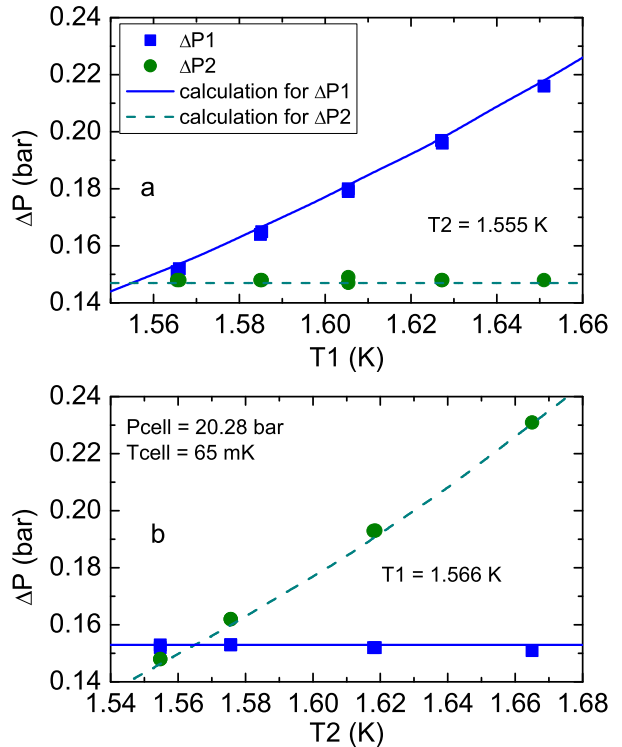 0.24
0.22
0.20
0.18
0.16
0.14
ΔP (bar)
ΔP1
ΔP2
calculation for ΔP1
calculation for ΔP2
a
T2 = 1.555 K
1.56 1.58 1.60 1.62 1.64 1.66
T1 (K)
0.24
0.22
0.20
0.18
0.16
0.14
ΔP (bar)
Pcell = 20.28 bar
Tcell = 65 mK
b
T1 = 1.566 K
1.54 1.56 1.58 1.60 1.62 1.64 1.66 1.68
T2 (K)